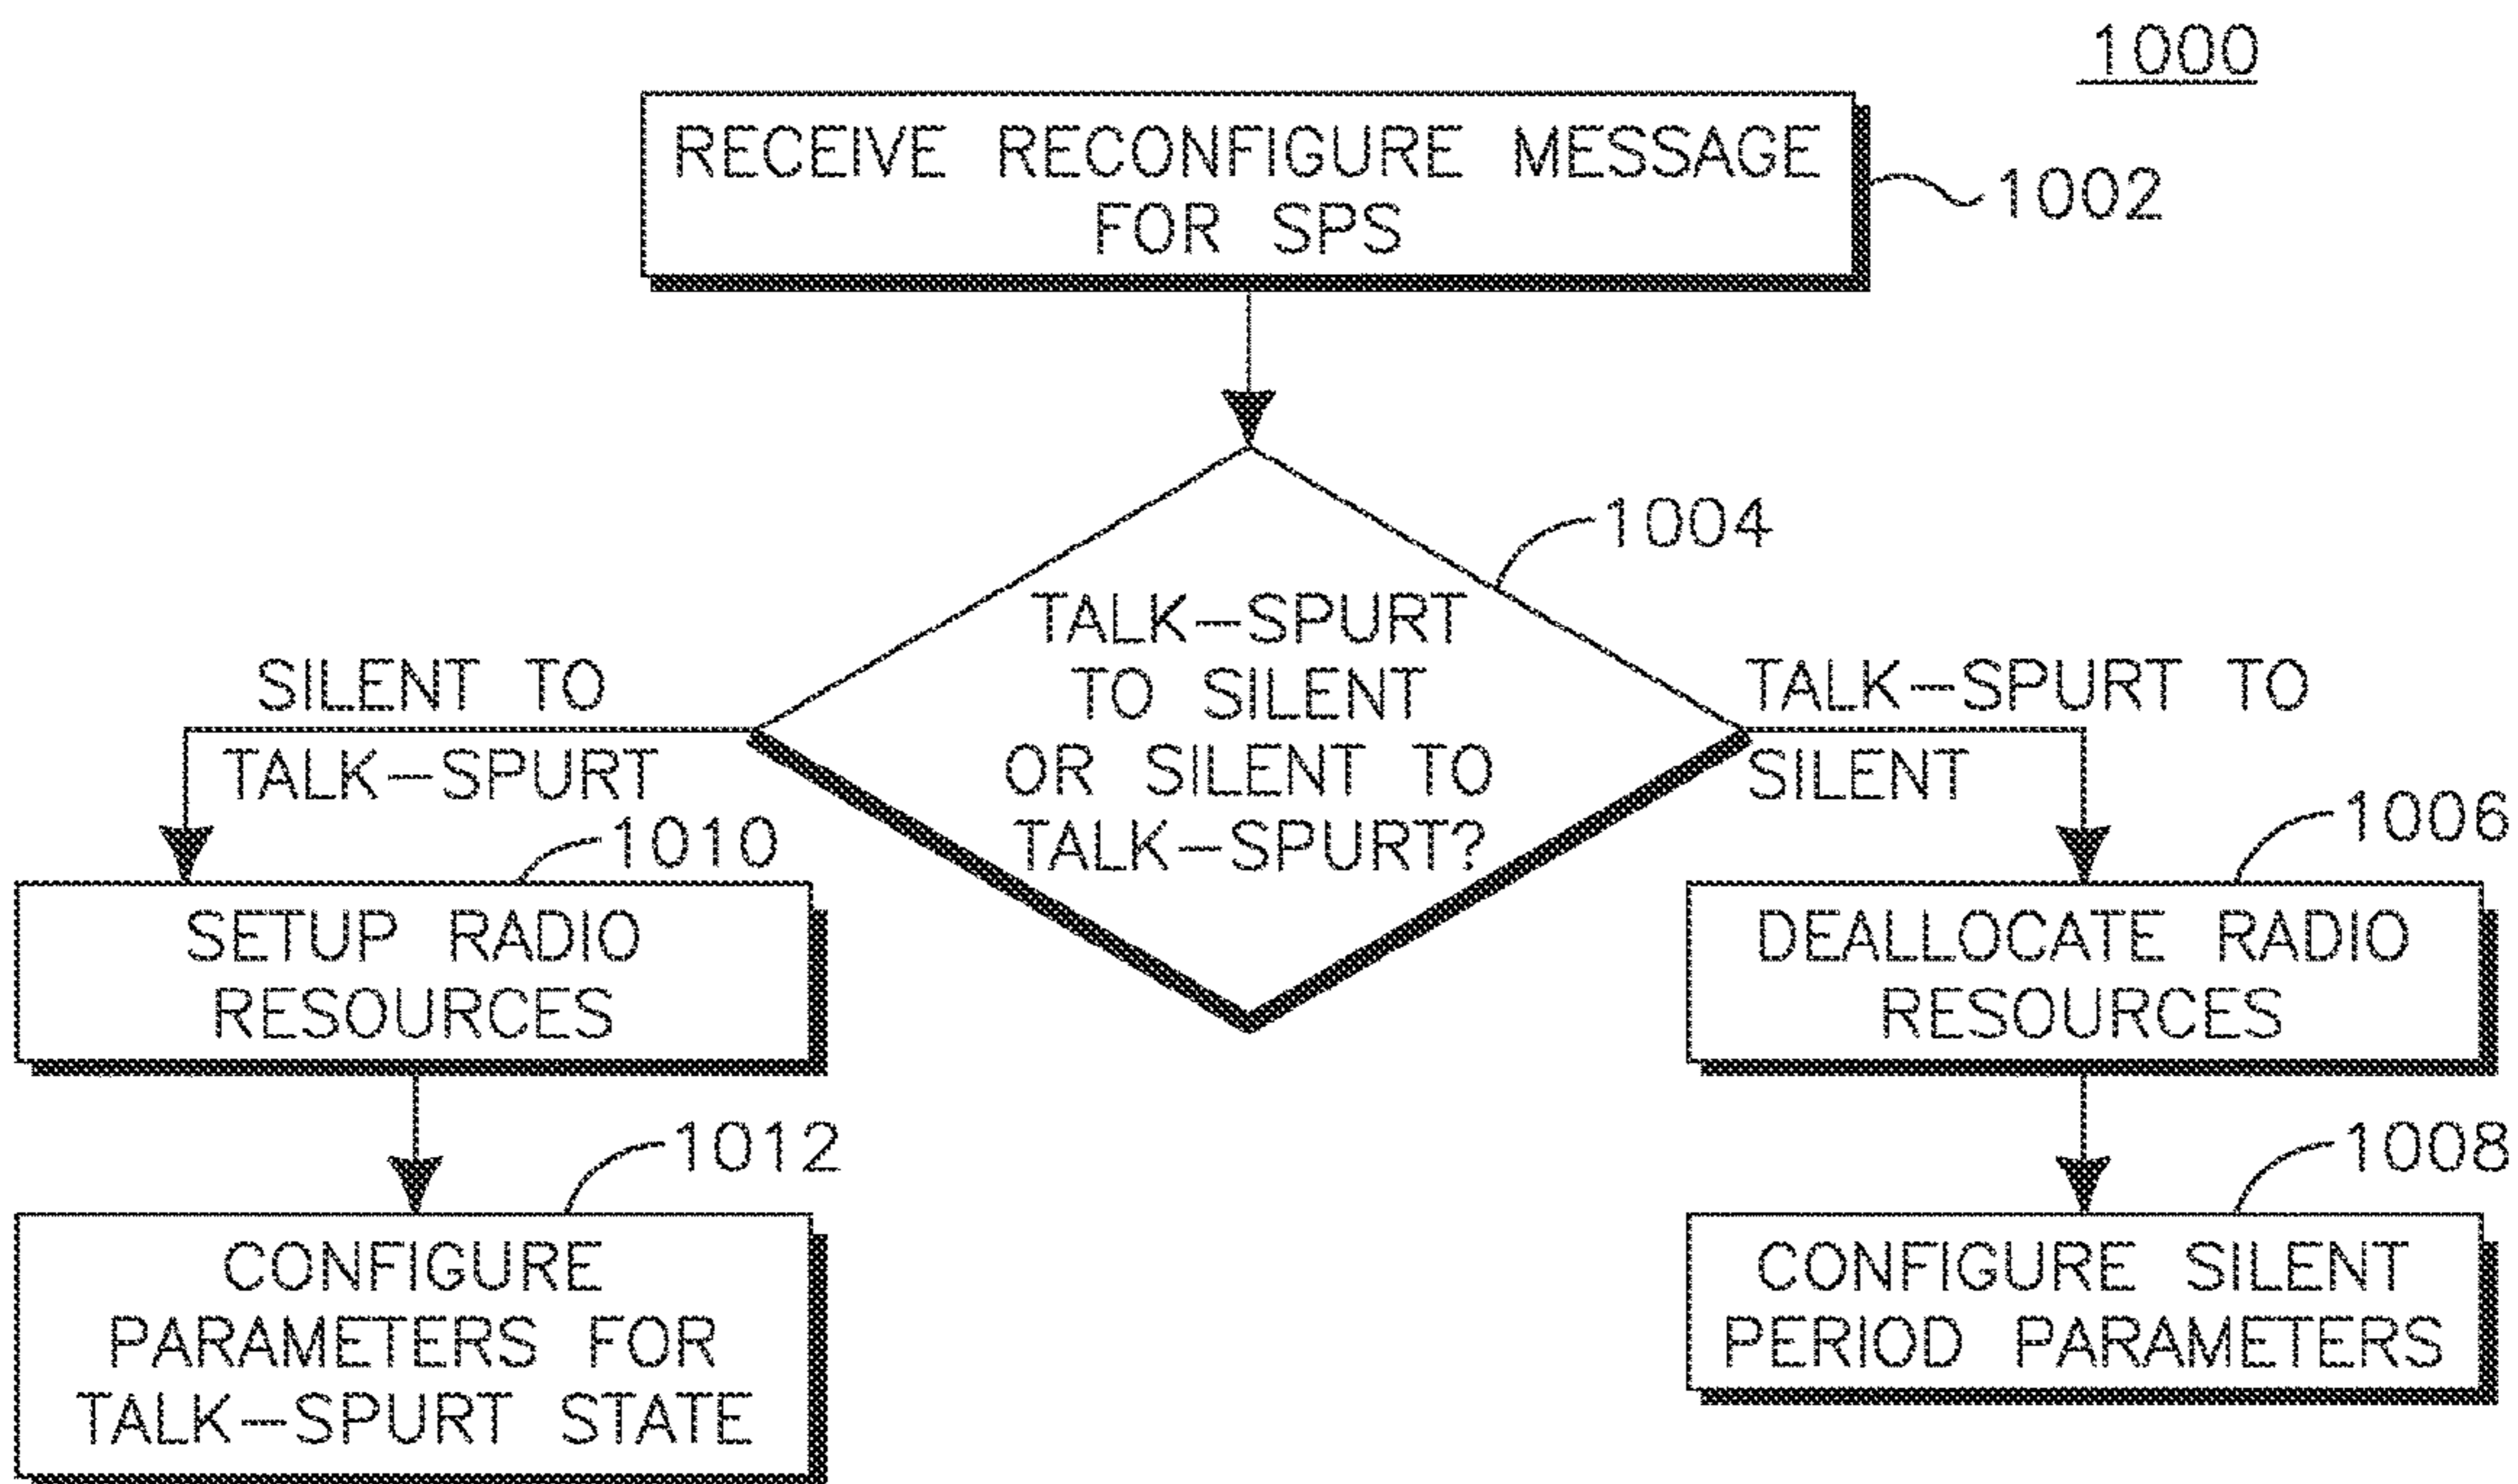 1000
RECEIVE RECONFIGURE MESSAGE
FOR SPS
1002
1004
TALK-SPURT
TO SILENT
OR SILENT TO
TALK-SPURT?
SILENT TO
TALK-SPURT
TALK-SPURT TO
SILENT
1010
SETUP RADIO
RESOURCES
1006
DEALLOCATE RADIO
RESOURCES
1012
CONFIGURE
PARAMETERS FOR
TALK-SPURT STATE
1008
CONFIGURE SILENT
PERIOD PARAMETERS